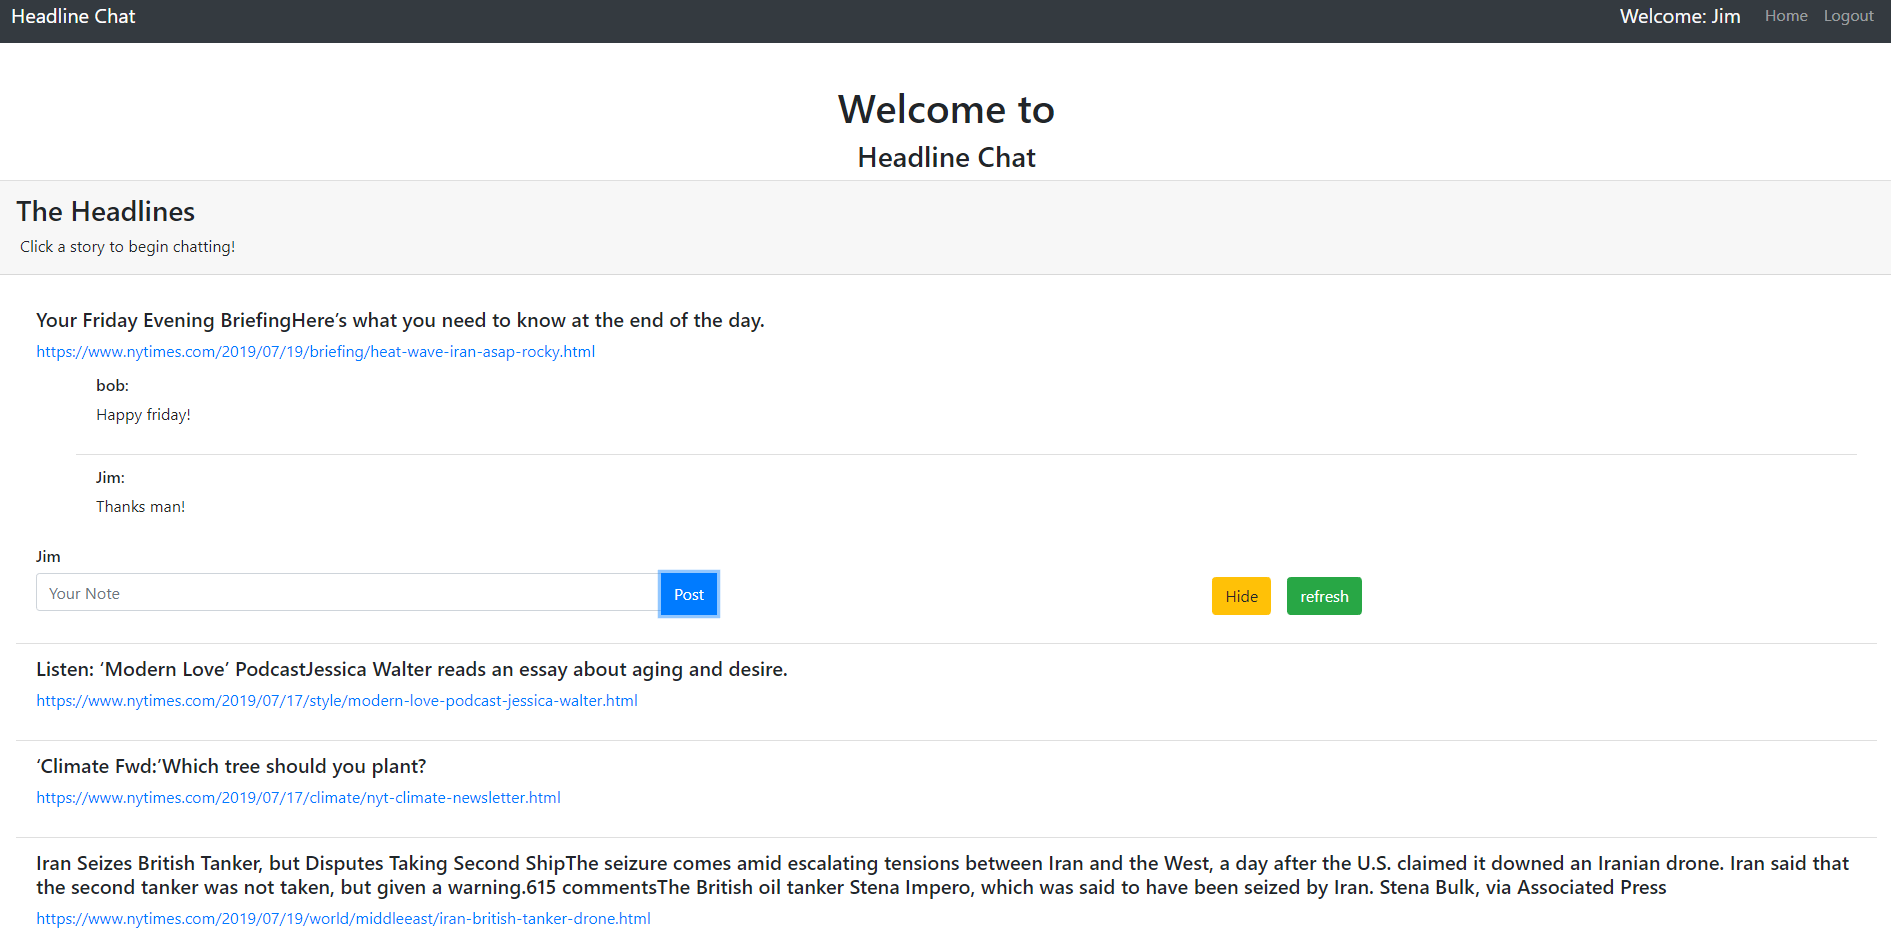 Headline Chat
Welcome: Jim Home Logout
Welcome to
Headline Chat
The Headlines
Click a story to begin chatting!
Your Friday Evening BriefingHere’s what you need to know at the end of the day.
https://www.nytimes.com/2019/07/19/briefing/heat-wave-iran-asap-rocky.html
bob:
Happy friday!
Jim:
Thanks man!
Jim
Your Note
Post
Hide
refresh
Listen: ‘Modern Love’ PodcastJessica Walter reads an essay about aging and desire.
https://www.nytimes.com/2019/07/17/style/modern-love-podcast-jessica-walter.html
‘Climate Fwd:’Which tree should you plant?
https://www.nytimes.com/2019/07/17/climate/nyt-climate-newsletter.html
Iran Seizes British Tanker, but Disputes Taking Second ShipThe seizure comes amid escalating tensions between Iran and the West, a day after the U.S. claimed it downed an Iranian drone. Iran said that
the second tanker was not taken, but given a warning.615 commentsThe British oil tanker Stena Impero, which was said to have been seized by Iran. Stena Bulk, via Associated Press
https://www.nytimes.com/2019/07/19/world/middleeast/iran-british-tanker-drone.html